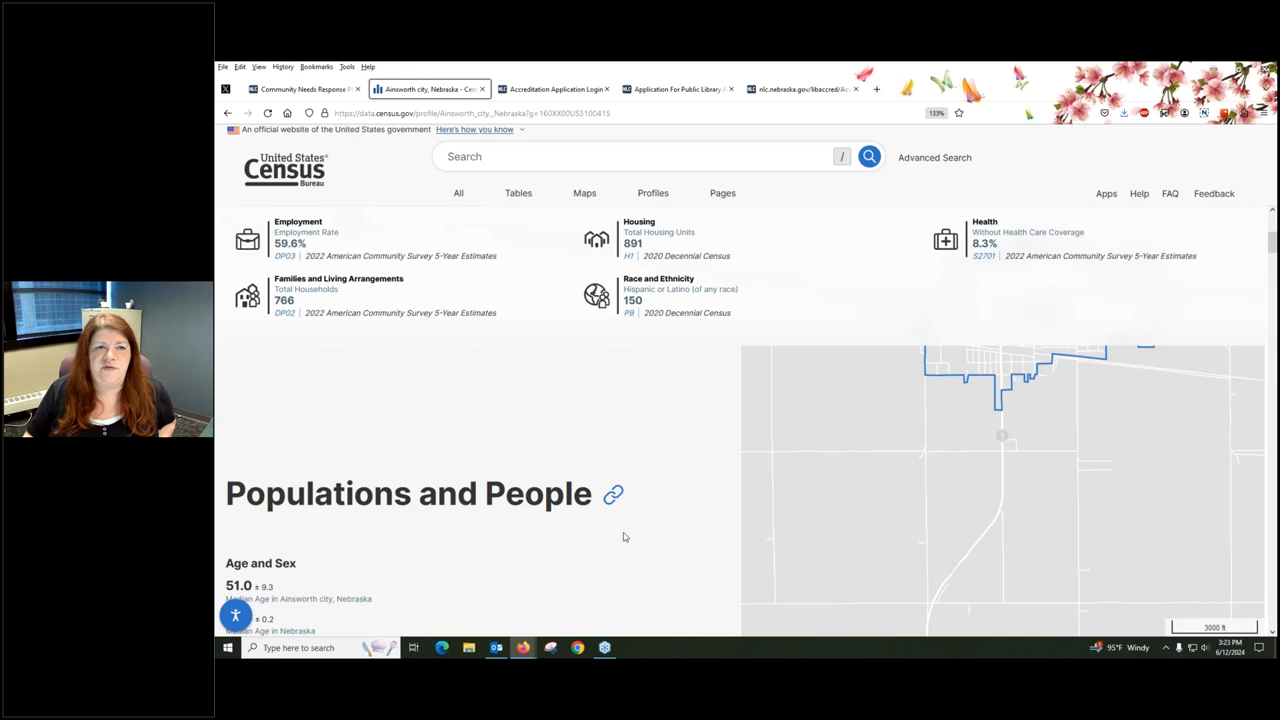 File Edit View History Bookmarks Tools Help
Community Needs Response P
Ainsworth city, Nebraska - Cen
Accreditation Application Login
Application For Public Library A
nlc.nebraska.gov/libaccred/Ac
https://data.census.gov/profile/Ainsworth_city,_Nebraska?g=160XX00US3100415
133%
An official website of the United States government Here's how you know
United States®
Census
Bureau
Search
/
Advanced Search
All Tables Maps Profiles Pages
Apps Help FAQ Feedback
Employment
Employment Rate
59.6%
DP03 | 2022 American Community Survey 5-Year Estimates
Housing
Total Housing Units
891
H1 | 2020 Decennial Census
Health
Without Health Care Coverage
8.3%
S2701 | 2022 American Community Survey 5-Year Estimates
Families and Living Arrangements
Total Households
766
DP02 | 2022 American Community Survey 5-Year Estimates
Race and Ethnicity
Hispanic or Latino (of any race)
150
P9 | 2020 Decennial Census
Populations and People
Age and Sex
51.0 ± 9.3
Median Age in Ainsworth city, Nebraska
± 0.2
Median Age in Nebraska
3000 ft
Type here to search
95°F Windy
3:23 PM
6/12/2024